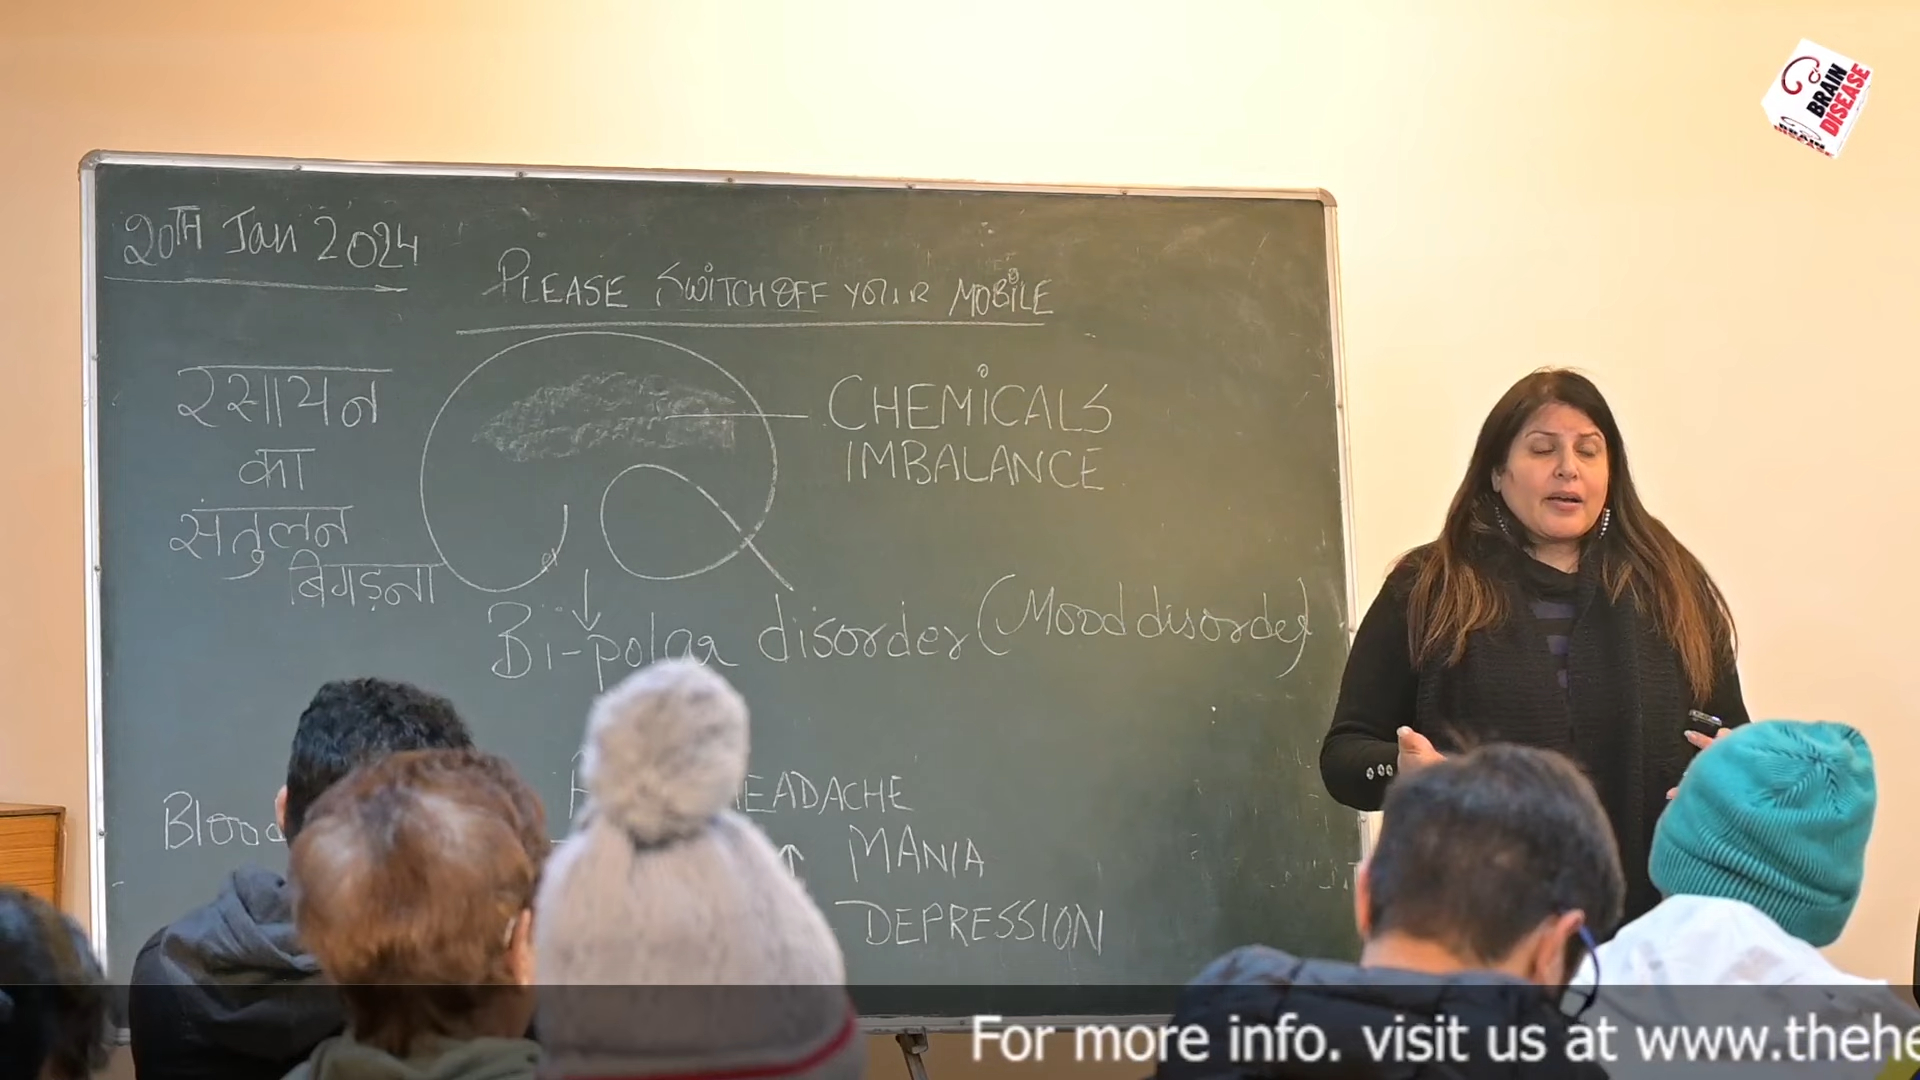 20TH Jan 2024
PLEASE SWITCH OFF YOUR MOBILE
रसायन
का
संतुलन
बिगड़ना
CHEMICALS
IMBALANCE
Bi-polar disorder (Mood disorder)
EADACHE
Blood
MANIA
DEPRESSION
BRAIN
DISEASE
For more info. visit us at www.thehe